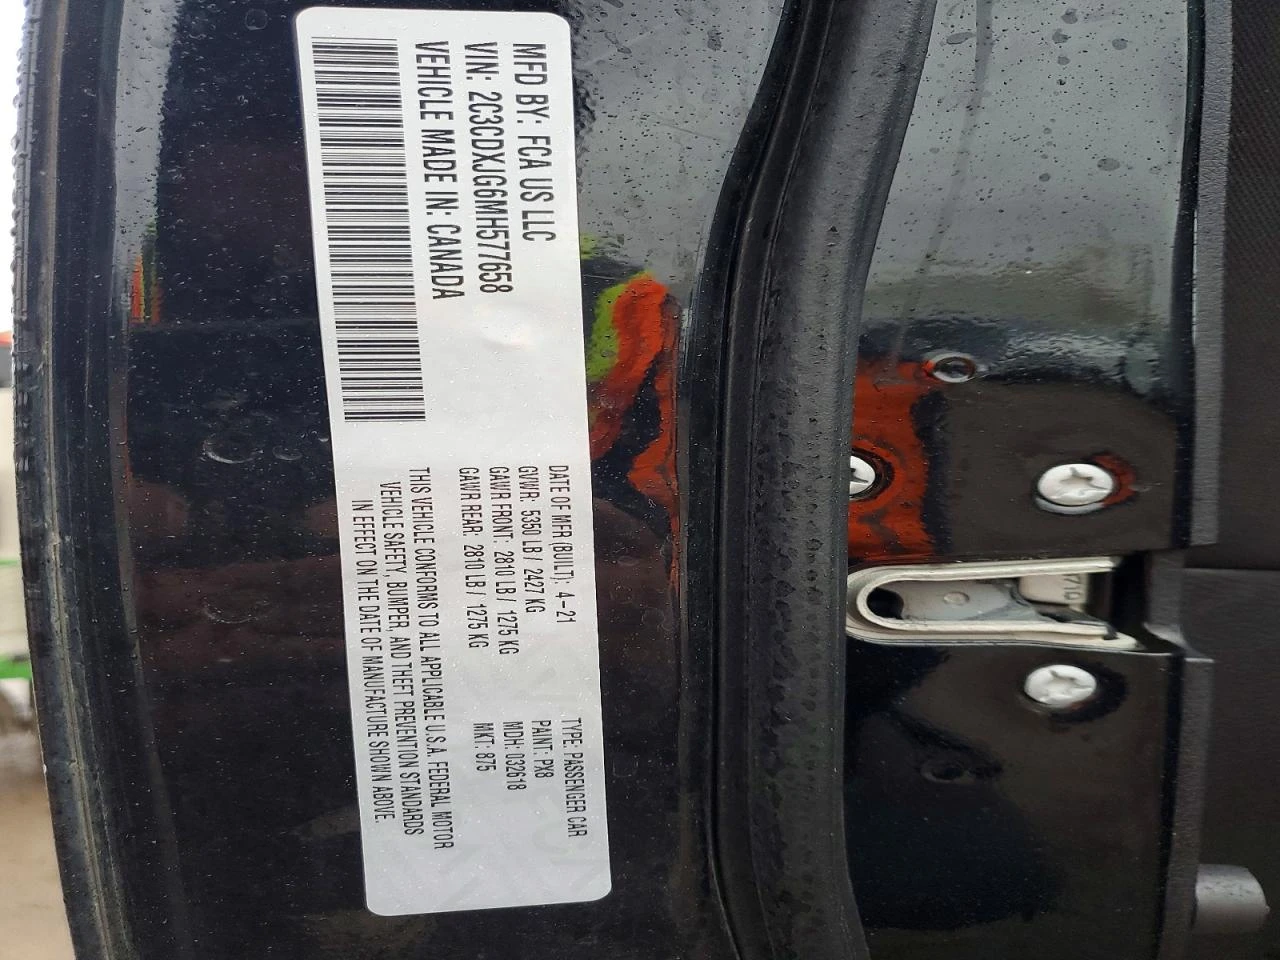 MFD BY: FCA US LLC
VIN: 2C3CDXJG6MH577658
VEHICLE MADE IN: CANADA
DATE OF MFR (BUILT): 4-21
GVWR: 5350 LB / 2427 KG
GAWR FRONT: 2810 LB / 1275 KG
GAWR REAR: 2810 LB / 1275 KG
THIS VEHICLE CONFORMS TO ALL APPLICABLE U.S.A. FEDERAL MOTOR
VEHICLE SAFETY, BUMPER, AND THEFT PREVENTION STANDARDS
IN EFFECT ON THE DATE OF MANUFACTURE SHOWN ABOVE.
TYPE: PASSENGER CAR
PAINT: PX8
MDH: 032618
MKT: 875